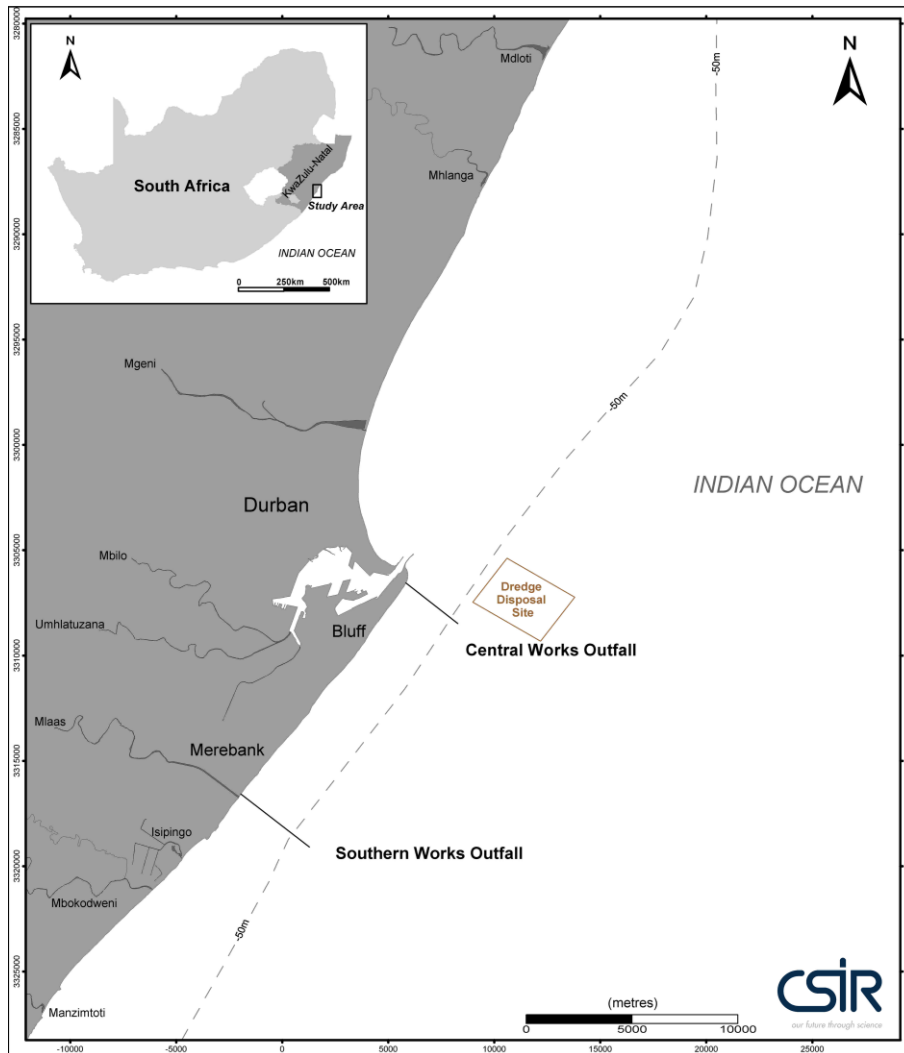 N
South Africa
KwaZulu-Natal
Study Area
INDIAN OCEAN
0 250km 500km
N
Mdloti
-50m
Mhlanga
Mgeni
-50m
INDIAN OCEAN
Durban
Mbilo
Dredge
Disposal
Site
Umhlatuzana
Bluff
Central Works Outfall
Mlaas
Merebank
Isipingo
Southern Works Outfall
Mbokodweni
-50m
Manzimtoti
(metres)
0 5000 10000
CSIR
our future through science
3280000
3285000
3290000
3295000
3300000
3305000
3310000
3315000
3320000
3325000
-10000 -5000 0 5000 10000 15000 20000 25000